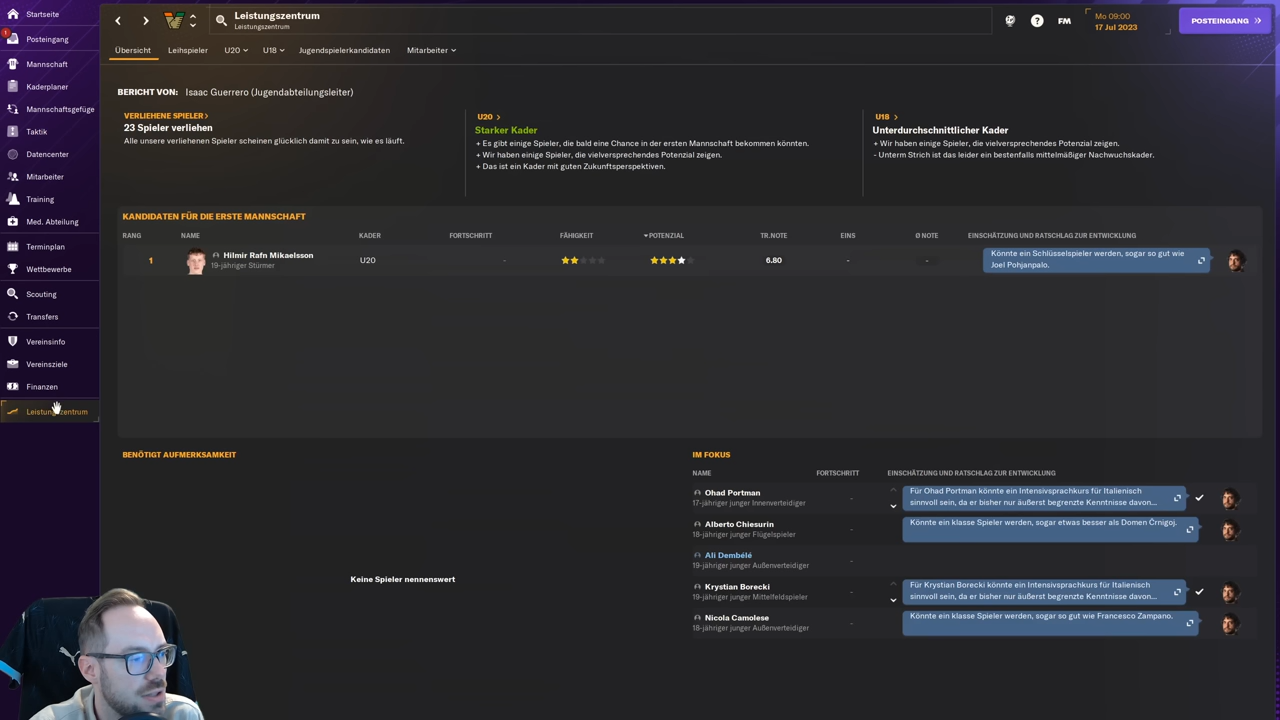 Startseite
1
Posteingang
Mannschaft
Kaderplaner
Mannschaftsgefüge
Taktik
Datencenter
Mitarbeiter
Training
Med. Abteilung
Terminplan
Wettbewerbe
Scouting
Transfers
Vereinsinfo
Vereinsziele
Finanzen
Leistungszentrum
Leistungszentrum
Leistungszentrum
?
FM
Mo 09:00
17 Jul 2023
POSTEINGANG
Übersicht
Leihspieler
U20
U18
Jugendspielerkandidaten
Mitarbeiter
BERICHT VON: Isaac Guerrero (Jugendabteilungsleiter)
VERLIEHENE SPIELER
23 Spieler verliehen
Alle unsere verliehenen Spieler scheinen glücklich damit zu sein, wie es läuft.
U20
Starker Kader
+ Es gibt einige Spieler, die bald eine Chance in der ersten Mannschaft bekommen könnten.
+ Wir haben einige Spieler, die vielversprechendes Potenzial zeigen.
+ Das ist ein Kader mit guten Zukunftsperspektiven.
U18
Unterdurchschnittlicher Kader
+ Wir haben einige Spieler, die vielversprechendes Potenzial zeigen.
- Unterm Strich ist das leider ein bestenfalls mittelmäßiger Nachwuchskader.
KANDIDATEN FÜR DIE ERSTE MANNSCHAFT
RANG NAME KADER FORTSCHRITT FÄHIGKEIT POTENZIAL TR.NOTE EINS Ø NOTE EINSCHÄTZUNG UND RATSCHLAG ZUR ENTWICKLUNG
1 Hilmir Rafn Mikaelsson U20 - 6.80 - -
19-jähriger Stürmer
Könnte ein Schlüsselspieler werden, sogar so gut wie
Joel Pohjanpalo.
BENÖTIGT AUFMERKSAMKEIT
Keine Spieler nennenswert
IM FOKUS
NAME FORTSCHRITT EINSCHÄTZUNG UND RATSCHLAG ZUR ENTWICKLUNG
Ohad Portman -
17-jähriger junger Innenverteidiger
Für Ohad Portman könnte ein Intensivsprachkurs für Italienisch
sinnvoll sein, da er bisher nur äußerst begrenzte Kenntnisse davon...
Alberto Chiesurin -
18-jähriger junger Flügelspieler
Könnte ein klasse Spieler werden, sogar etwas besser als Domen Črnigoj.
Ali Dembélé -
19-jähriger junger Außenverteidiger
Krystian Borecki -
19-jähriger junger Mittelfeldspieler
Für Krystian Borecki könnte ein Intensivsprachkurs für Italienisch
sinnvoll sein, da er bisher nur äußerst begrenzte Kenntnisse davon...
Nicola Camolese -
18-jähriger junger Außenverteidiger
Könnte ein klasse Spieler werden, sogar so gut wie Francesco Zampano.